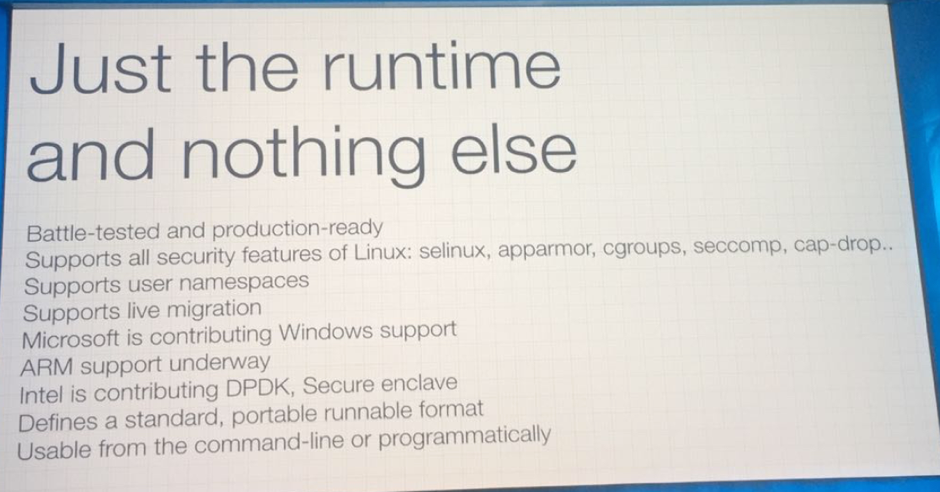 Just the runtime
and nothing else
Battle-tested and production-ready
Supports all security features of Linux: selinux, apparmor, cgroups, seccomp, cap-drop..
Supports user namespaces
Supports live migration
Microsoft is contributing Windows support
ARM support underway
Intel is contributing DPDK, Secure enclave
Defines a standard, portable runnable format
Usable from the command-line or programmatically